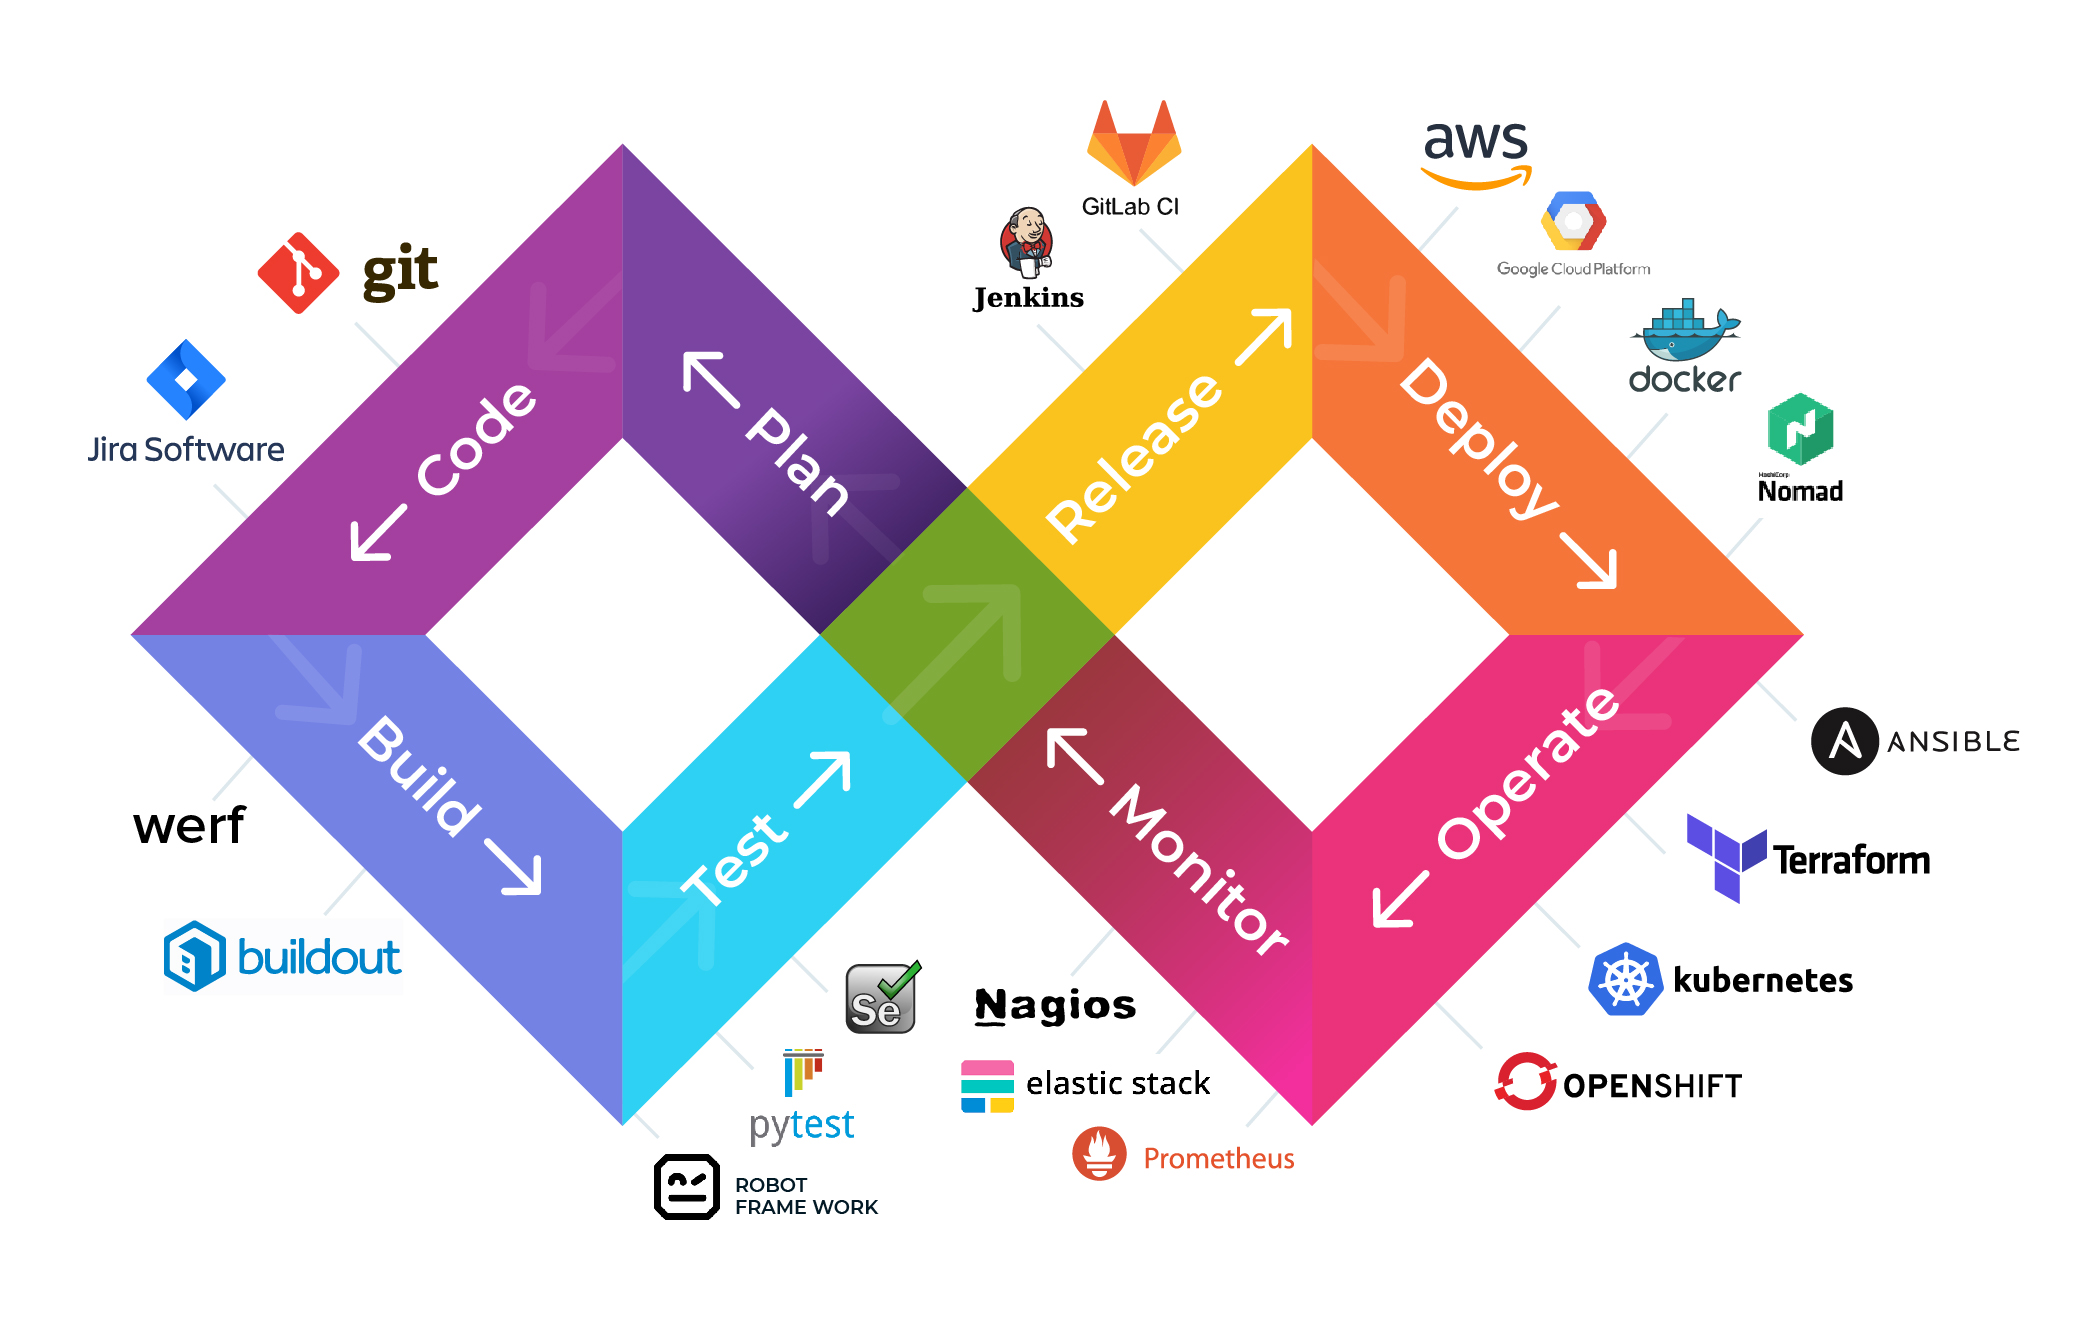 GitLab CI
aws
Jenkins
Google Cloud Platform
git
docker
Jira Software
HashiCorp
Nomad
Code
Plan
Release
Deploy
Build
Test
Monitor
Operate
ANSIBLE
werf
Terraform
buildout
Se
kubernetes
Nagios
elastic stack
OPENSHIFT
pytest
Prometheus
ROBOT
FRAME WORK